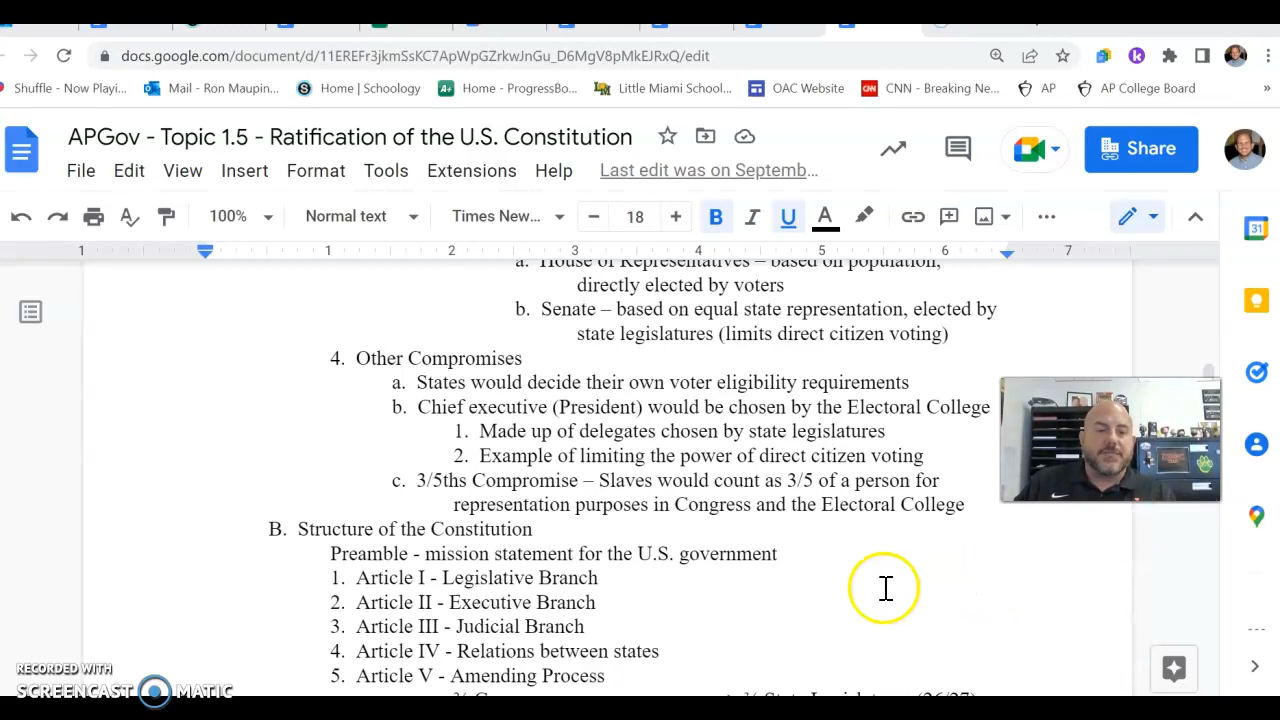 docs.google.com/document/d/11EREFr3jkmSsKC7ApWpGZrkwJnGu_D6MgV8pMkEJRxQ/edit
Shuffle - Now Playi... Mail - Ron Maupin... Home | Schoology Home - ProgressBo... Little Miami School... OAC Website CNN - Breaking Ne... AP AP College Board »
APGov - Topic 1.5 - Ratification of the U.S. Constitution
Share
File Edit View Insert Format Tools Extensions Help Last edit was on Septemb...
100% Normal text Times New... − 18 + B I U A
1 1 2 3 4 5 6 7
31
a. House of Representatives – based on population,
directly elected by voters
b. Senate – based on equal state representation, elected by
state legislatures (limits direct citizen voting)
4. Other Compromises
a. States would decide their own voter eligibility requirements
b. Chief executive (President) would be chosen by the Electoral College
1. Made up of delegates chosen by state legislatures
2. Example of limiting the power of direct citizen voting
c. 3/5ths Compromise – Slaves would count as 3/5 of a person for
representation purposes in Congress and the Electoral College
B. Structure of the Constitution
Preamble - mission statement for the U.S. government
1. Article I - Legislative Branch
2. Article II - Executive Branch
3. Article III - Judicial Branch
4. Article IV - Relations between states
5. Article V - Amending Process
RECORDED WITH
SCREENCAST MATIC